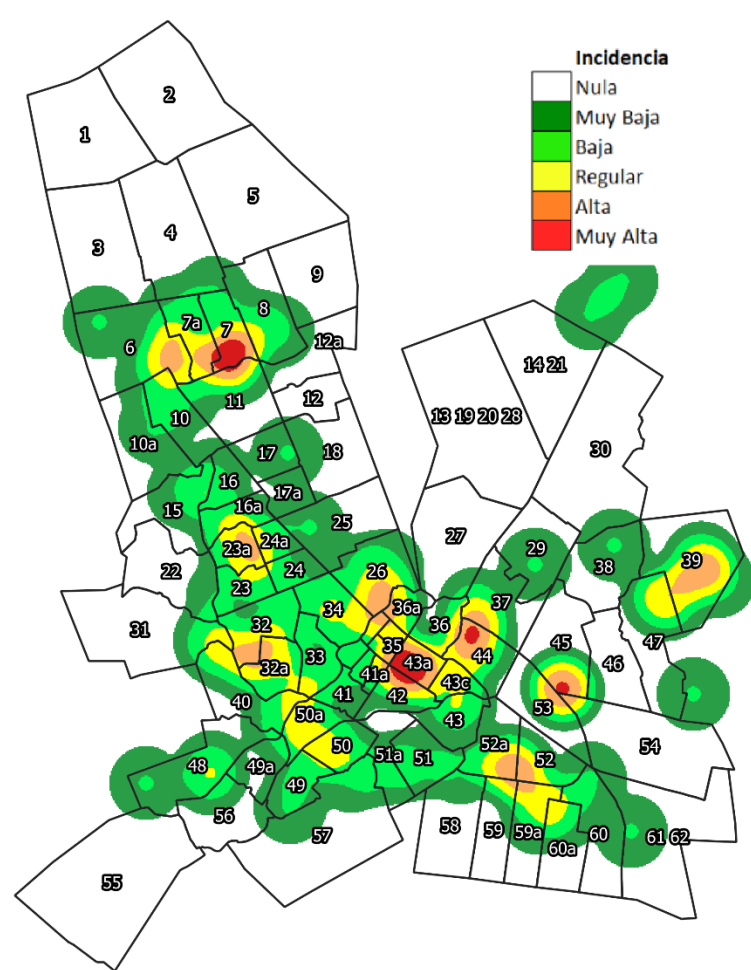 Incidencia
Nula
Muy Baja
Baja
Regular
Alta
Muy Alta
2
1
5
3
4
9
7a
8
7
6
12a
14 21
12
11
13 19 20 28
10
10a
17
18
30
16
17a
15
16a
25
24a
27
23a
29
39
22
24
26
38
23
34
36a
37
31
32
36
35
33
43a
44
45
47
32a
41a
46
43c
41
42
40
53
50a
43
50
52a
54
51a
51
52
48
49a
49
56
57
58
59
59a
60
61 62
60a
55